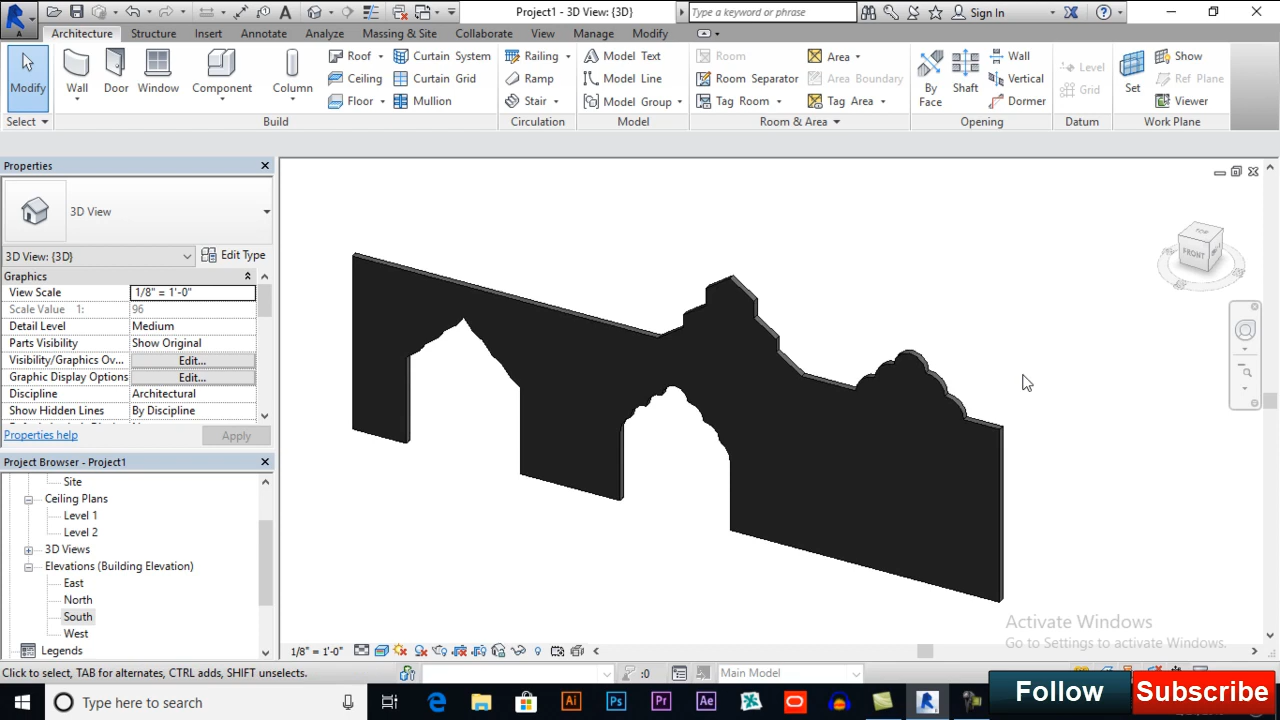 Project1 - 3D View: {3D}
Type a keyword or phrase
Sign In
Architecture Structure Insert Annotate Analyze Massing & Site Collaborate View Manage Modify
Modify
Wall
Door
Window
Component
Column
Roof
Ceiling
Floor
Curtain System
Curtain Grid
Mullion
Railing
Ramp
Stair
Model Text
Model Line
Model Group
Room
Room Separator
Tag Room
Area
Area Boundary
Tag Area
By Face
Shaft
Wall
Vertical
Dormer
Level
Grid
Set
Show
Ref Plane
Viewer
Select Build Circulation Model Room & Area Opening Datum Work Plane
Properties
3D View
3D View: {3D} Edit Type
Graphics
View Scale 1/8" = 1'-0"
Scale Value 1: 96
Detail Level Medium
Parts Visibility Show Original
Visibility/Graphics Ov... Edit...
Graphic Display Options Edit...
Discipline Architectural
Show Hidden Lines By Discipline
Properties help Apply
Project Browser - Project1
Site
Ceiling Plans
Level 1
Level 2
3D Views
Elevations (Building Elevation)
East
North
South
West
Legends
TOP
FRONT
1/8" = 1'-0"
Activate Windows
Go to Settings to activate Windows.
Click to select, TAB for alternates, CTRL adds, SHIFT unselects.
:0
Main Model
Type here to search
Follow
Subscribe